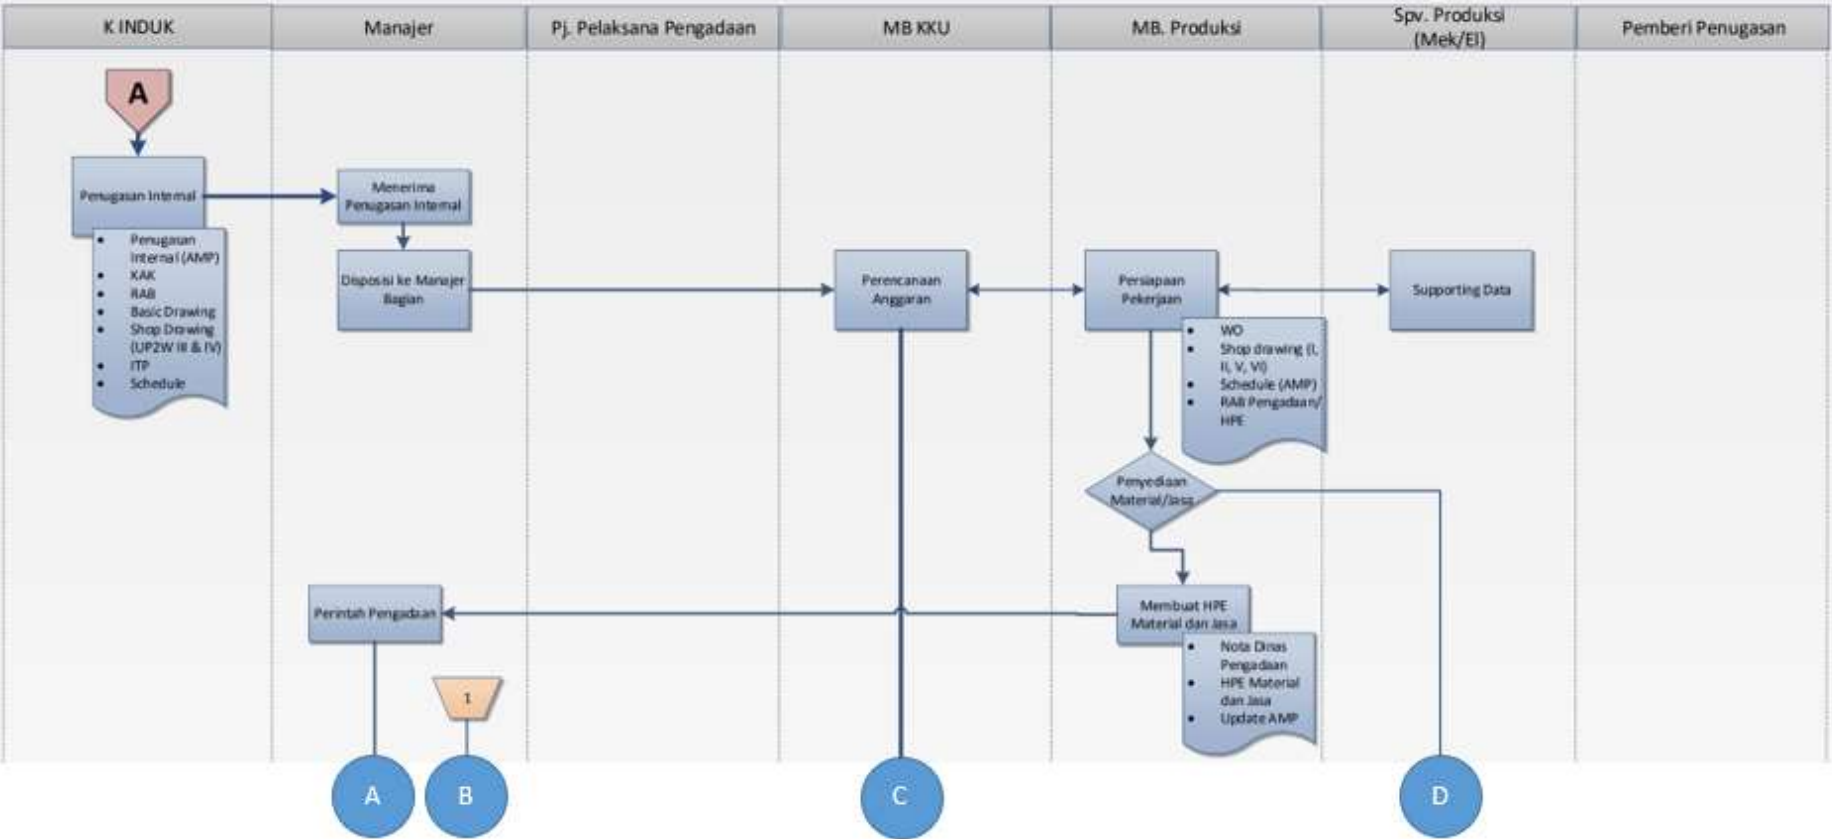 K INDUK
Manajer
Pj. Pelaksana Pengadaan
MB KKU
MB. Produksi
Spv. Produksi
(Mek/El)
Pemberi Penugasan
A
Penugasan Internal
Menerima
Penugasan Internal
• Penugasan
Internal (AMP)
• KAK
• RAB
• Basic Drawing
• Shop Drawing
(UP2W III & IV)
• ITP
• Schedule
Disposisi ke Manajer
Bagian
Perencanaan
Anggaran
Persiapaan
Pekerjaan
Supporting Data
• WO
• Shop drawing (I,
II, V, VI)
• Schedule (AMP)
• RAB Pengadaan/
HPE
Penyediaan
Material/Jasa
Perintah Pengadaan
Membuat HPE
Material dan Jasa
• Nota Dinas
Pengadaan
• HPE Material
dan Jasa
• Update AMP
1
A
B
C
D